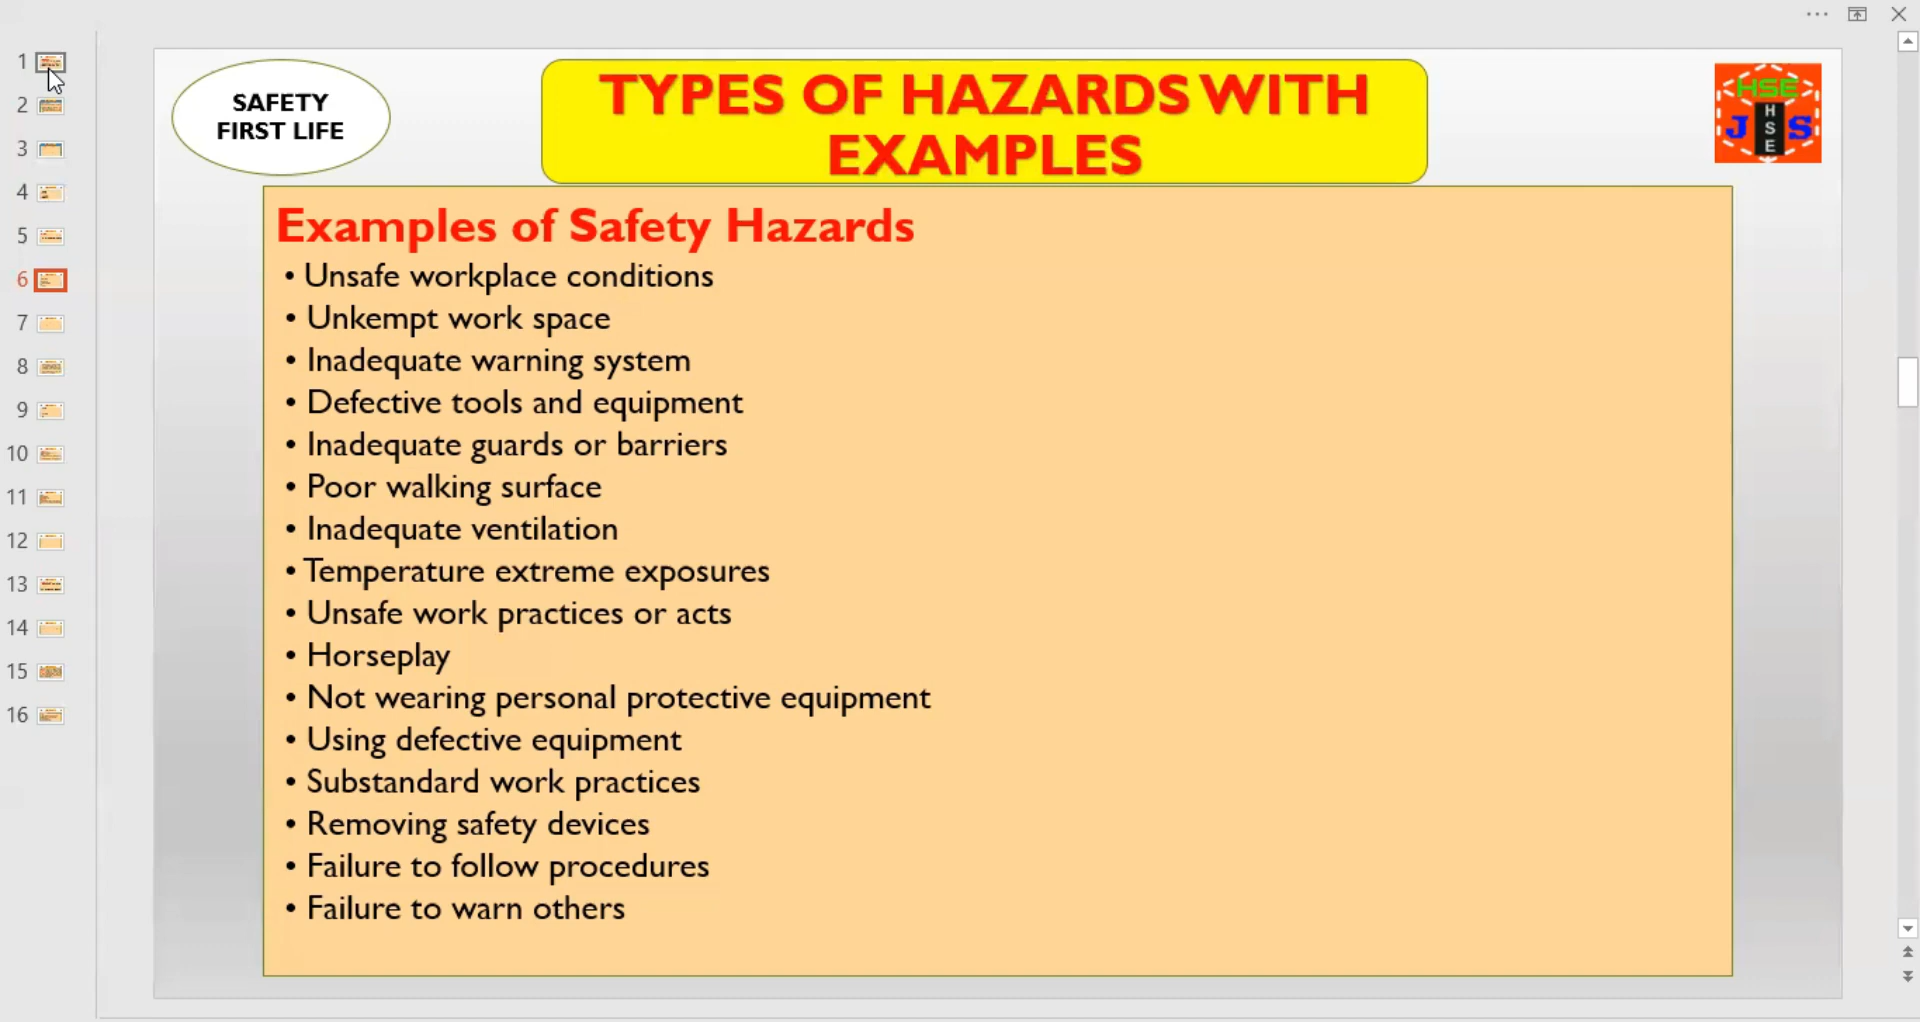 1
2
3
4
5
6
7
8
9
10
11
12
13
14
15
16
SAFETY
FIRST LIFE
TYPES OF HAZARDS WITH
EXAMPLES
HSE
J H S
S
E
Examples of Safety Hazards
• Unsafe workplace conditions
• Unkempt work space
• Inadequate warning system
• Defective tools and equipment
• Inadequate guards or barriers
• Poor walking surface
• Inadequate ventilation
• Temperature extreme exposures
• Unsafe work practices or acts
• Horseplay
• Not wearing personal protective equipment
• Using defective equipment
• Substandard work practices
• Removing safety devices
• Failure to follow procedures
• Failure to warn others